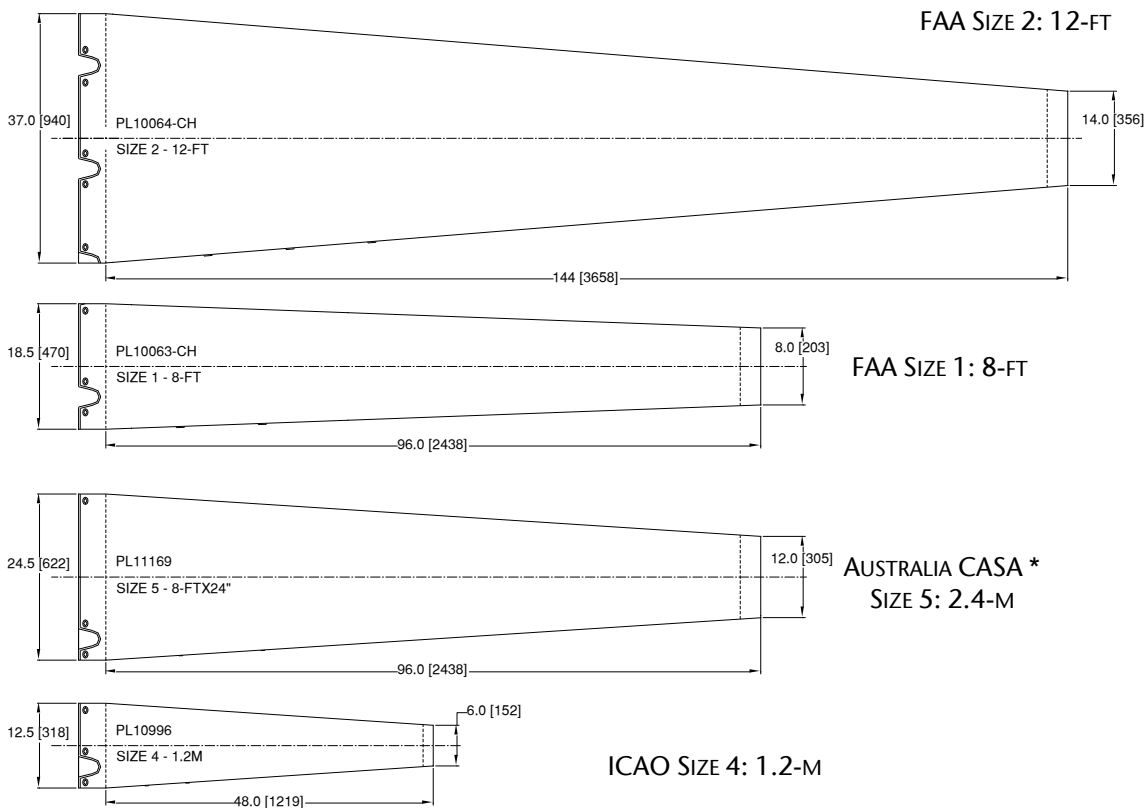 FAA SIZE 2: 12-FT
37.0 [940]
PL10064-CH
SIZE 2 - 12-FT
14.0 [356]
144 [3658]
18.5 [470]
PL10063-CH
SIZE 1 - 8-FT
8.0 [203]
FAA SIZE 1: 8-FT
96.0 [2438]
24.5 [622]
PL11169
SIZE 5 - 8-FTX24"
12.0 [305]
AUSTRALIA CASA *
SIZE 5: 2.4-M
96.0 [2438]
12.5 [318]
PL10996
SIZE 4 - 1.2M
6.0 [152]
ICAO SIZE 4: 1.2-M
48.0 [1219]